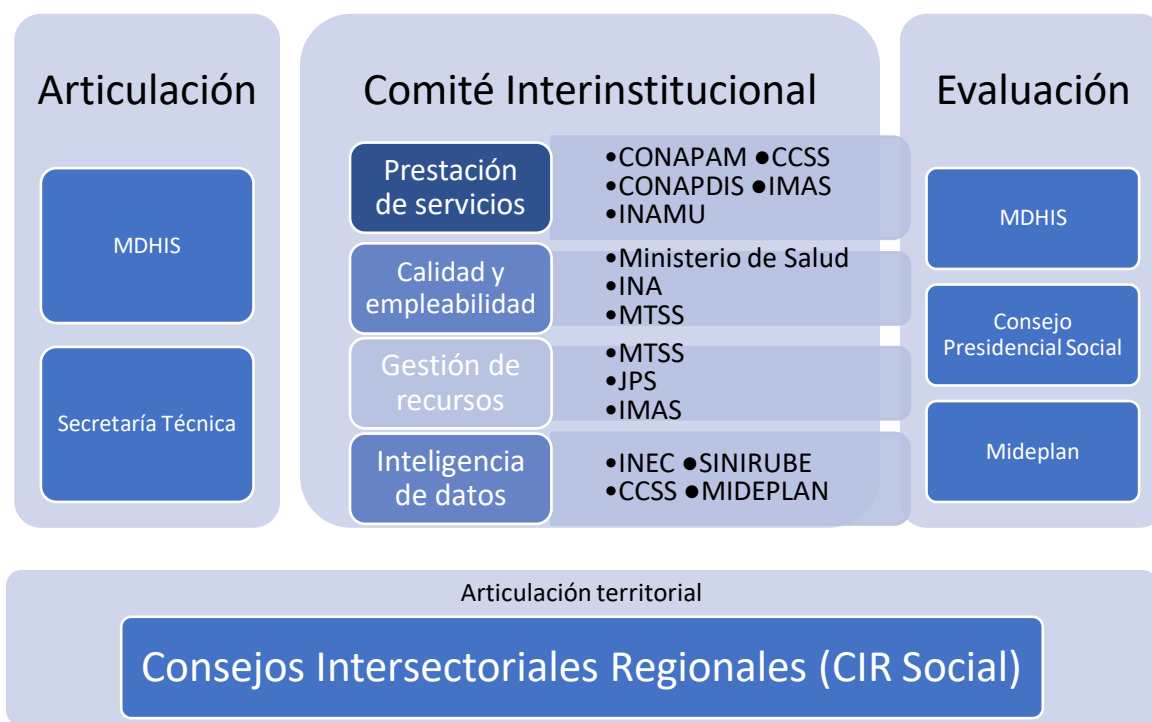 Articulación
MDHIS
Secretaría Técnica
Comité Interinstitucional
Prestación
de servicios
•CONAPAM ●CCSS
•CONAPDIS ●IMAS
•INAMU
Calidad y
empleabilidad
•Ministerio de Salud
•INA
•MTSS
Gestión de
recursos
•MTSS
•JPS
•IMAS
Inteligencia
de datos
•INEC ●SINIRUBE
•CCSS ●MIDEPLAN
Evaluación
MDHIS
Consejo
Presidencial Social
Mideplan
Articulación territorial
Consejos Intersectoriales Regionales (CIR Social)